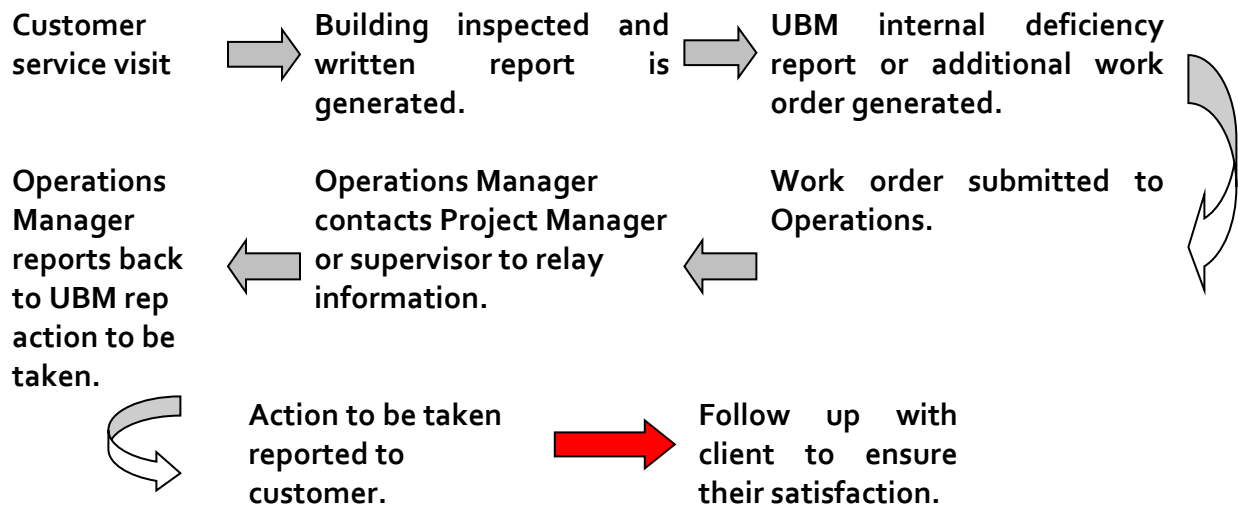 Customer
service visit
Building inspected and
written report is
generated.
UBM internal deficiency
report or additional work
order generated.
Work order submitted to
Operations.
Operations Manager
contacts Project Manager
or supervisor to relay
information.
Operations
Manager
reports back
to UBM rep
action to be
taken.
Action to be taken
reported to
customer.
Follow up with
client to ensure
their satisfaction.